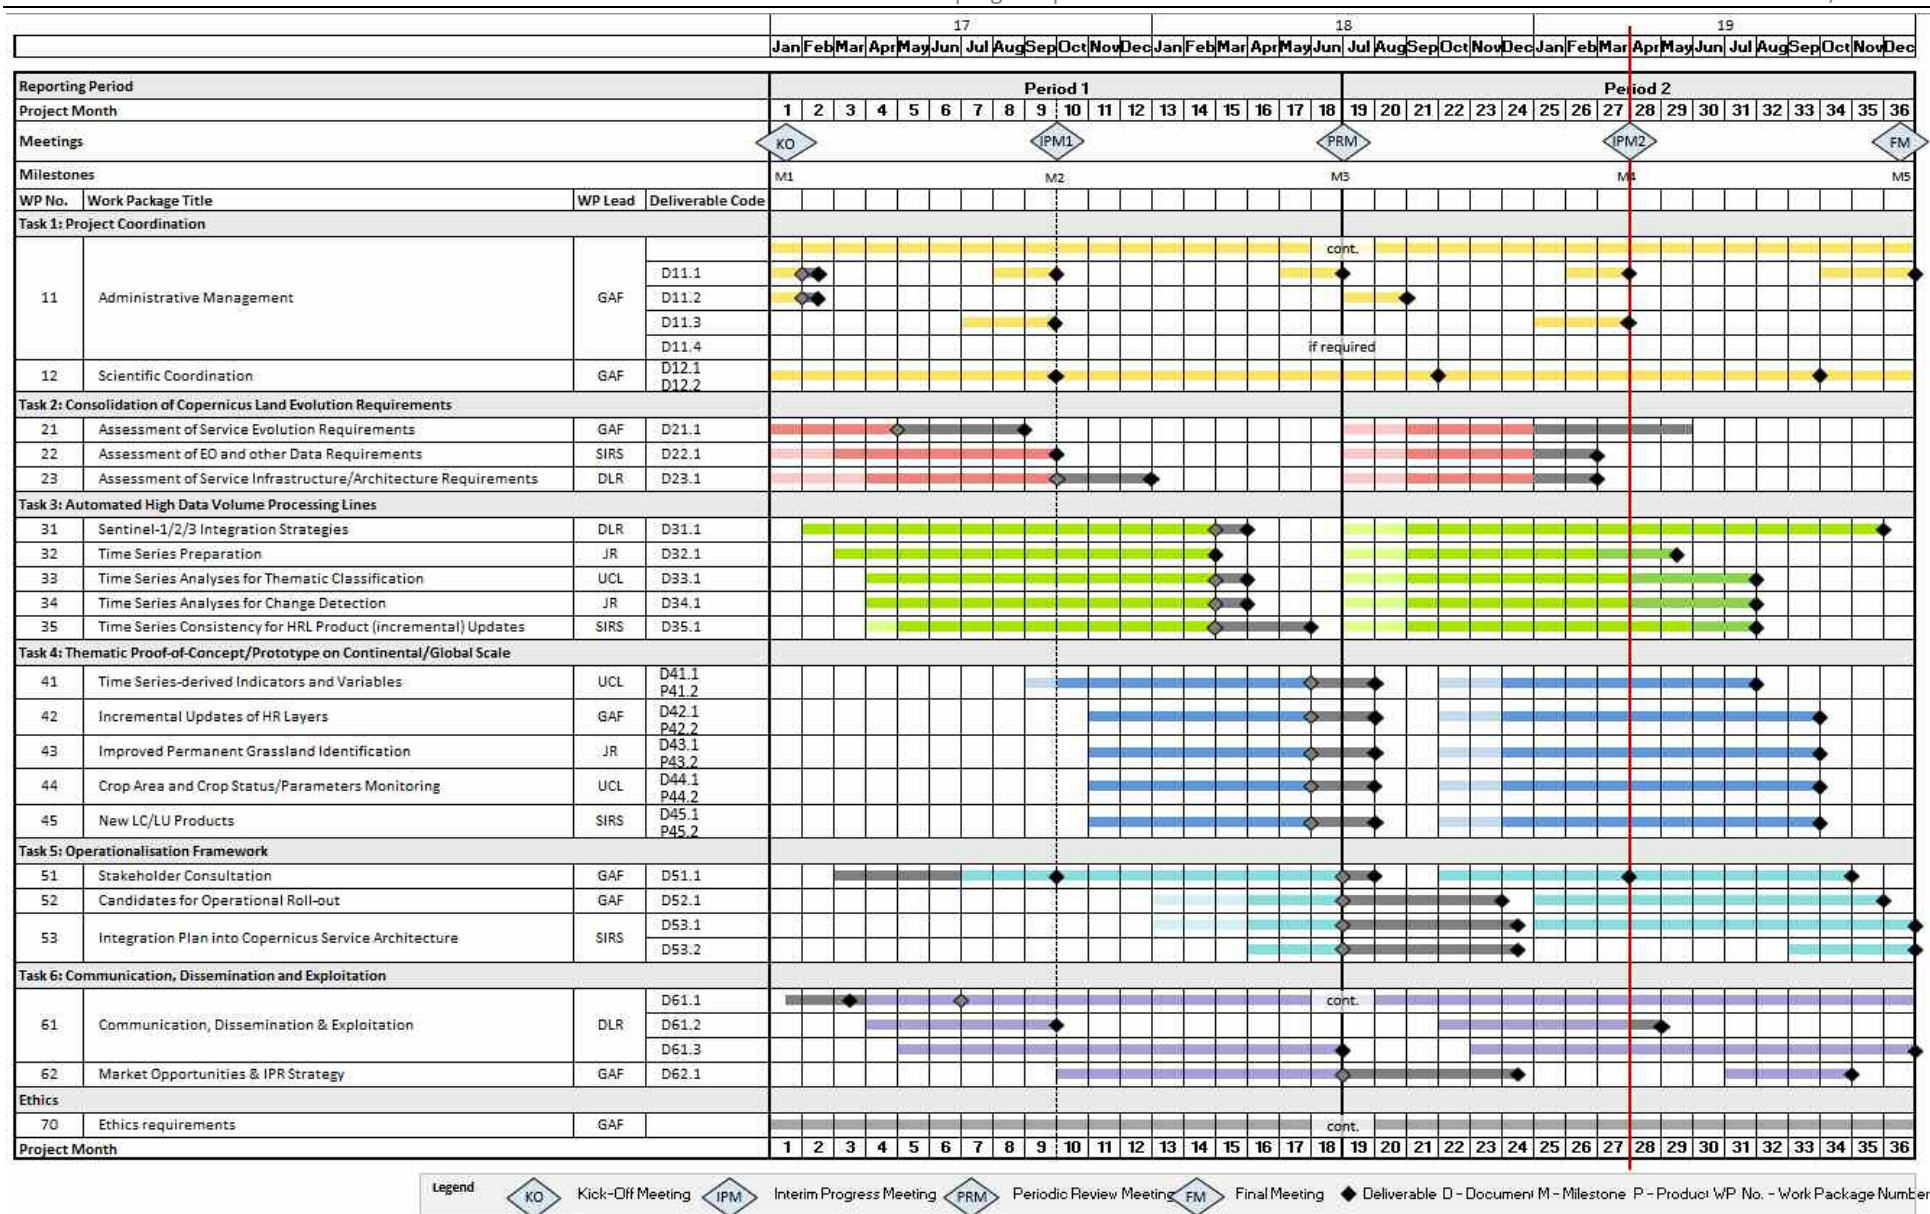 17 18 19
Jan Feb Mar Apr May Jun Jul Aug Sep Oct Nov Dec Jan Feb Mar Apr May Jun Jul Aug Sep Oct Nov Dec Jan Feb Mar Apr May Jun Jul Aug Sep Oct Nov Dec
Reporting Period Period 1 Period 2
Project Month 1 2 3 4 5 6 7 8 9 10 11 12 13 14 15 16 17 18 19 20 21 22 23 24 25 26 27 28 29 30 31 32 33 34 35 36
Meetings KO IPM1 PRM IPM2 FM
Milestones M1 M2 M3 M4 M5
WP No. Work Package Title WP Lead Deliverable Code
Task 1: Project Coordination
cont.
D11.1
11 Administrative Management GAF D11.2
D11.3
D11.4 if required
12 Scientific Coordination GAF D12.1
D12.2
Task 2: Consolidation of Copernicus Land Evolution Requirements
21 Assessment of Service Evolution Requirements GAF D21.1
22 Assessment of EO and other Data Requirements SIRS D22.1
23 Assessment of Service Infrastructure/Architecture Requirements DLR D23.1
Task 3: Automated High Data Volume Processing Lines
31 Sentinel-1/2/3 Integration Strategies DLR D31.1
32 Time Series Preparation JR D32.1
33 Time Series Analyses for Thematic Classification UCL D33.1
34 Time Series Analyses for Change Detection JR D34.1
35 Time Series Consistency for HRL Product (incremental) Updates SIRS D35.1
Task 4: Thematic Proof-of-Concept/Prototype on Continental/Global Scale
41 Time Series-derived Indicators and Variables UCL D41.1
P41.2
42 Incremental Updates of HR Layers GAF D42.1
P42.2
43 Improved Permanent Grassland Identification JR D43.1
P43.2
44 Crop Area and Crop Status/Parameters Monitoring UCL D44.1
P44.2
45 New LC/LU Products SIRS D45.1
P45.2
Task 5: Operationalisation Framework
51 Stakeholder Consultation GAF D51.1
52 Candidates for Operational Roll-out GAF D52.1
53 Integration Plan into Copernicus Service Architecture SIRS D53.1
D53.2
Task 6: Communication, Dissemination and Exploitation
D61.1 cont.
61 Communication, Dissemination & Exploitation DLR D61.2
D61.3
62 Market Opportunities & IPR Strategy GAF D62.1
Ethics
70 Ethics requirements GAF cont.
Project Month 1 2 3 4 5 6 7 8 9 10 11 12 13 14 15 16 17 18 19 20 21 22 23 24 25 26 27 28 29 30 31 32 33 34 35 36
Legend KO Kick-Off Meeting IPM Interim Progress Meeting PRM Periodic Review Meeting FM Final Meeting Deliverable D - Document M - Milestone P - Product WP No. - Work Package Number